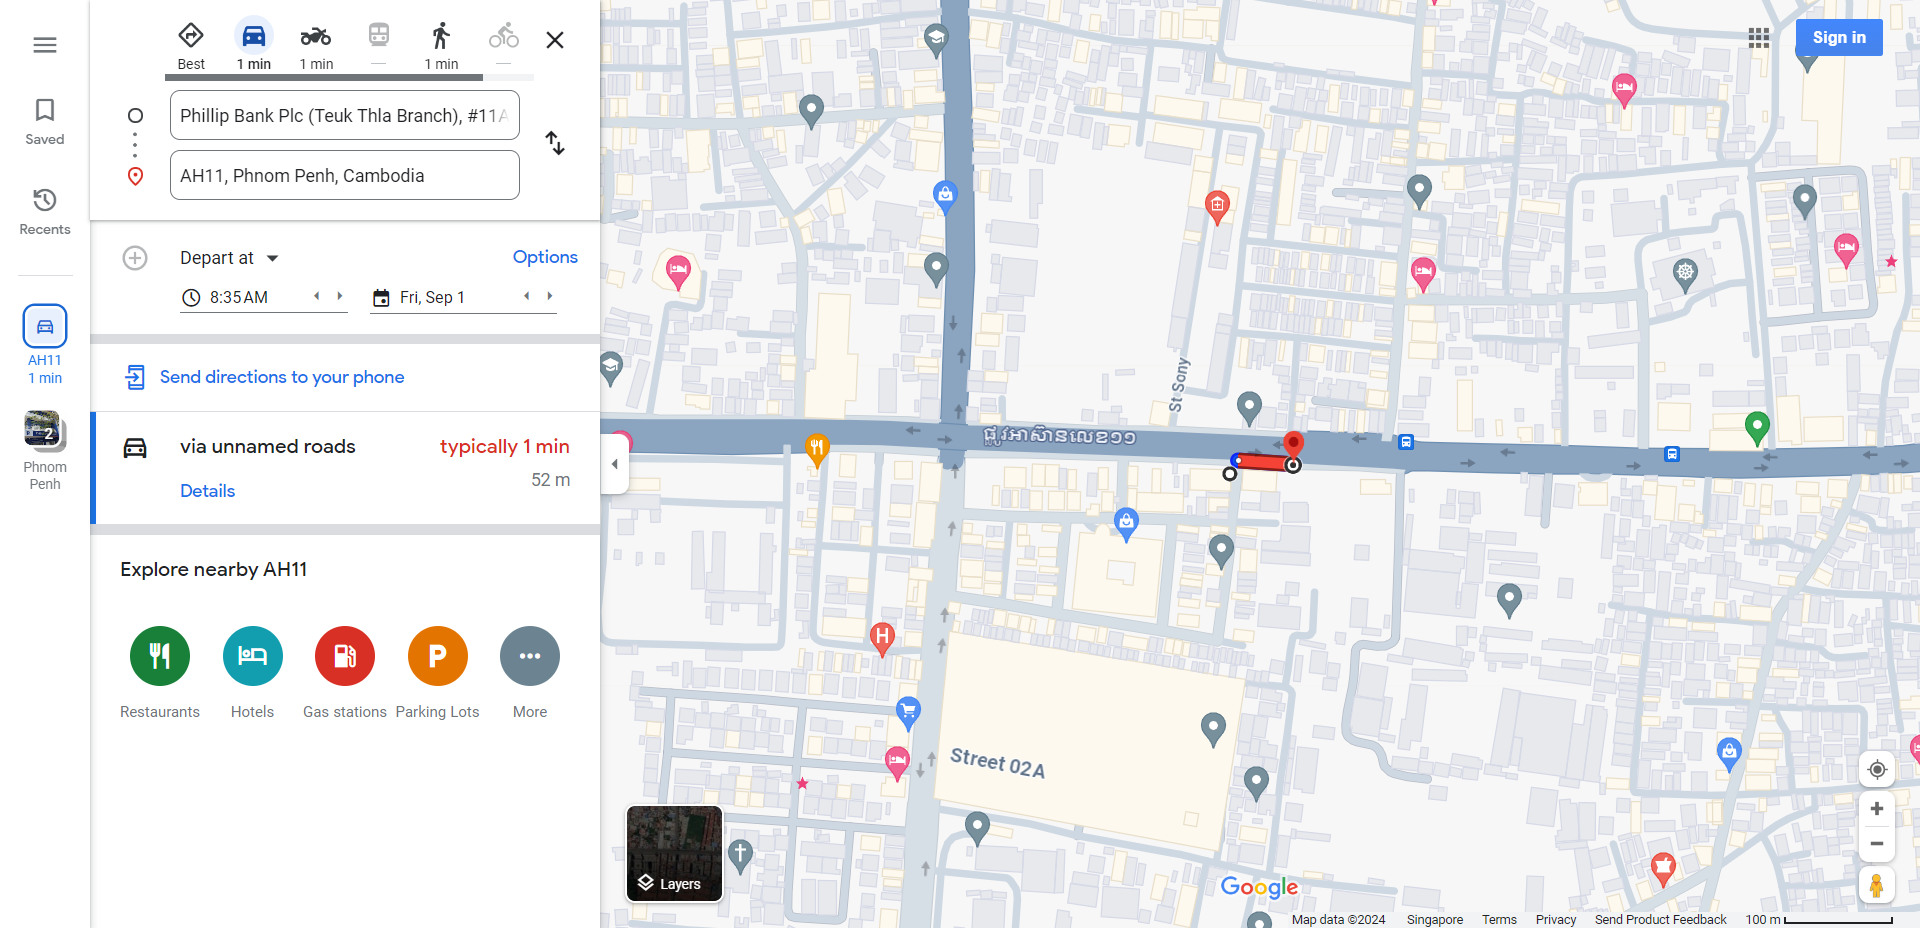 Best
1 min
1 min
—
1 min
—
Saved
Recents
AH11
1 min
2
Phnom
Penh
Phillip Bank Plc (Teuk Thla Branch), #11A
AH11, Phnom Penh, Cambodia
Depart at
Options
8:35 AM
Fri, Sep 1
Send directions to your phone
via unnamed roads
typically 1 min
52 m
Details
Explore nearby AH11
P
Restaurants
Hotels
Gas stations
Parking Lots
More
Sign in
St Sony
ផ្លូវអាស៊ានលេខ១១
H
Street 02A
Layers
Google
Map data ©2024
Singapore
Terms
Privacy
Send Product Feedback
100 m